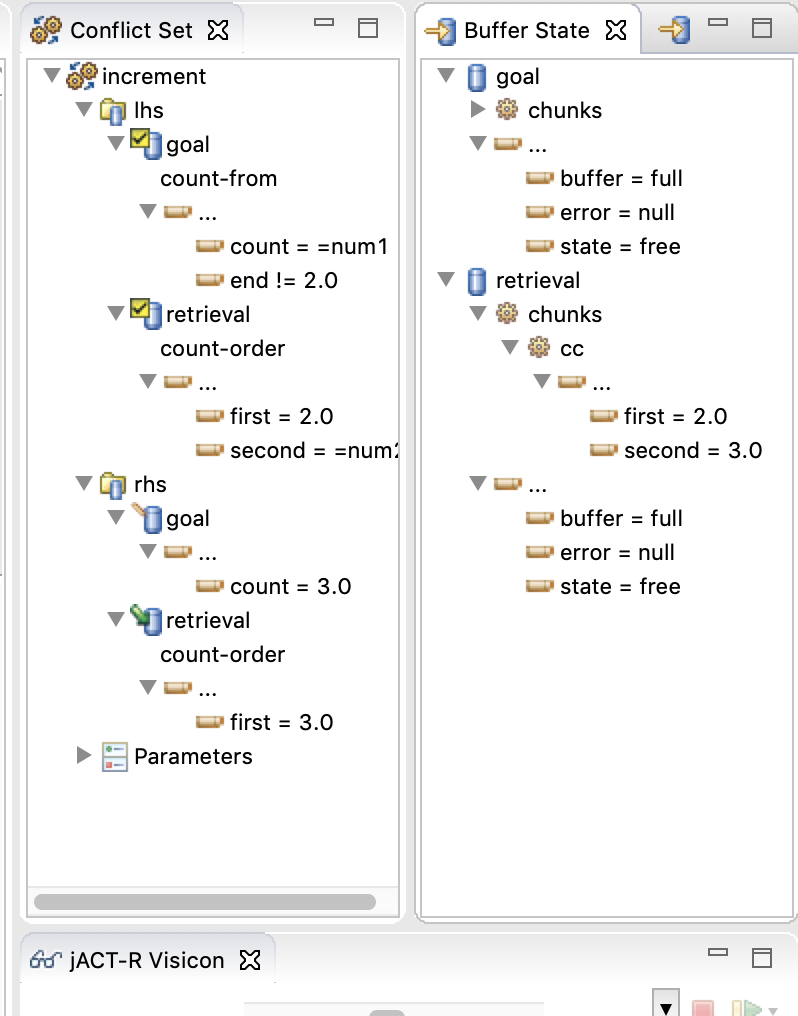 Conflict Set
increment
lhs
goal
count-from
...
count = =num1
end != 2.0
retrieval
count-order
...
first = 2.0
second = =num2
rhs
goal
...
count = 3.0
retrieval
count-order
...
first = 3.0
Parameters
Buffer State
goal
chunks
...
buffer = full
error = null
state = free
retrieval
chunks
cc
...
first = 2.0
second = 3.0
...
buffer = full
error = null
state = free
jACT-R Visicon